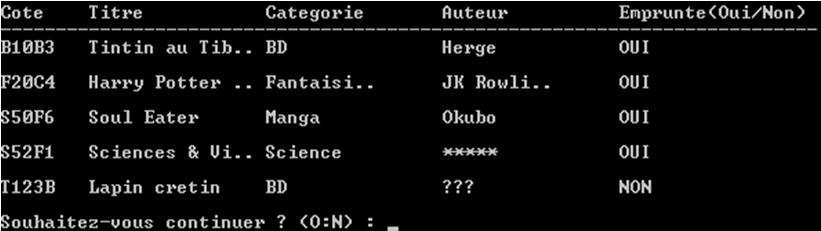 Cote Titre Categorie Auteur Emprunte(Oui/Non)
B10B3 Tintin au Tib.. BD Herge OUI
F20C4 Harry Potter .. Fantaisi.. JK Rowli.. OUI
S50F6 Soul Eater Manga Okubo OUI
S52F1 Sciences & Vi.. Science ***** OUI
T123B Lapin cretin BD ??? NON
Souhaitez-vous continuer ? (O:N) : _